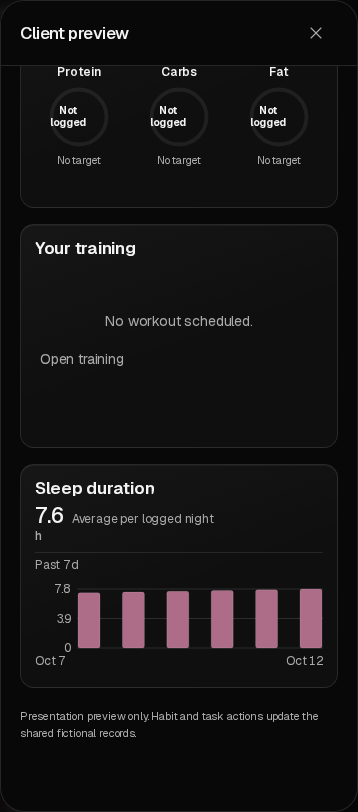 Client preview
Protein Carbs Fat
Not logged Not logged Not logged
No target No target No target
Your training
No workout scheduled.
Open training
Sleep duration
7.6 Average per logged night
h
Past 7d
7.8
3.9
0
Oct 7 Oct 12
Presentation preview only. Habit and task actions update the
shared fictional records.